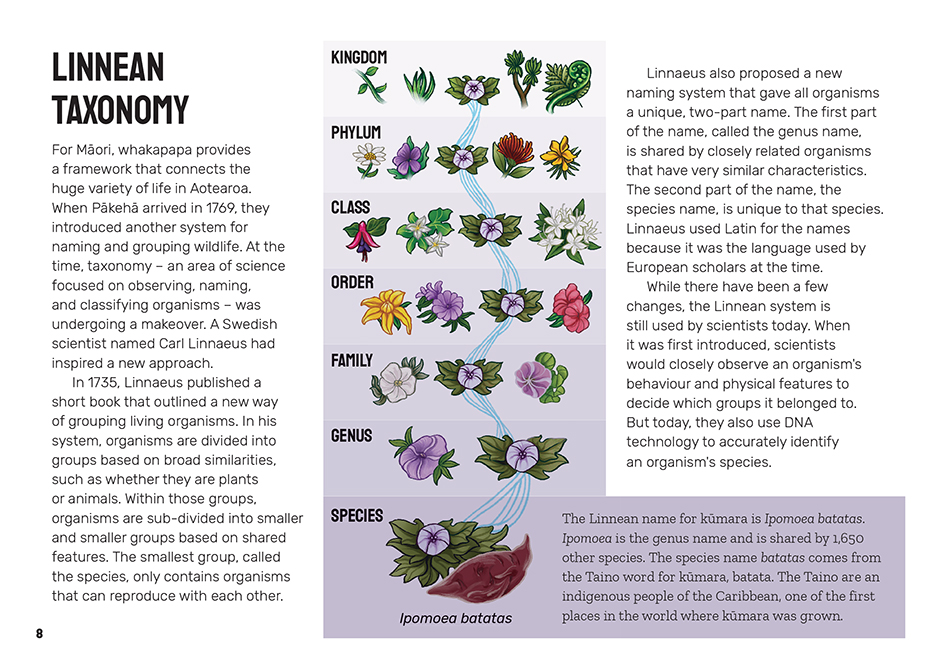 LINNEAN
TAXONOMY
For Māori, whakapapa provides
a framework that connects the
huge variety of life in Aotearoa.
When Pākehā arrived in 1769, they
introduced another system for
naming and grouping wildlife. At the
time, taxonomy – an area of science
focused on observing, naming,
and classifying organisms – was
undergoing a makeover. A Swedish
scientist named Carl Linnaeus had
inspired a new approach.
In 1735, Linnaeus published a
short book that outlined a new way
of grouping living organisms. In his
system, organisms are divided into
groups based on broad similarities,
such as whether they are plants
or animals. Within those groups,
organisms are sub-divided into smaller
and smaller groups based on shared
features. The smallest group, called
the species, only contains organisms
that can reproduce with each other.
KINGDOM
PHYLUM
CLASS
ORDER
FAMILY
GENUS
SPECIES
Ipomoea batatas
Linnaeus also proposed a new
naming system that gave all organisms
a unique, two-part name. The first part
of the name, called the genus name,
is shared by closely related organisms
that have very similar characteristics.
The second part of the name, the
species name, is unique to that species.
Linnaeus used Latin for the names
because it was the language used by
European scholars at the time.
While there have been a few
changes, the Linnean system is
still used by scientists today. When
it was first introduced, scientists
would closely observe an organism's
behaviour and physical features to
decide which groups it belonged to.
But today, they also use DNA
technology to accurately identify
an organism's species.
The Linnean name for kūmara is Ipomoea batatas.
Ipomoea is the genus name and is shared by 1,650
other species. The species name batatas comes from
the Taino word for kūmara, batata. The Taino are an
indigenous people of the Caribbean, one of the first
places in the world where kūmara was grown.
8